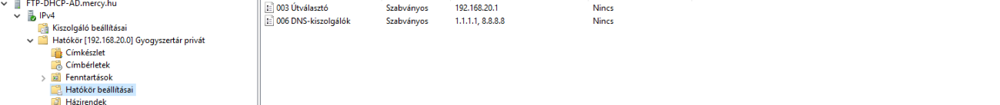 FTP-DHCP-AD.mercy.hu
IPv4
Kiszolgáló beállításai
Hatókör [192.168.20.0] Gyogyszertár privát
Címkészlet
Címbérletek
Fenntartások
Hatókör beállításai
Házirendek
003 Útválasztó Szabványos 192.168.20.1 Nincs
006 DNS-kiszolgálók Szabványos 1.1.1.1, 8.8.8.8 Nincs